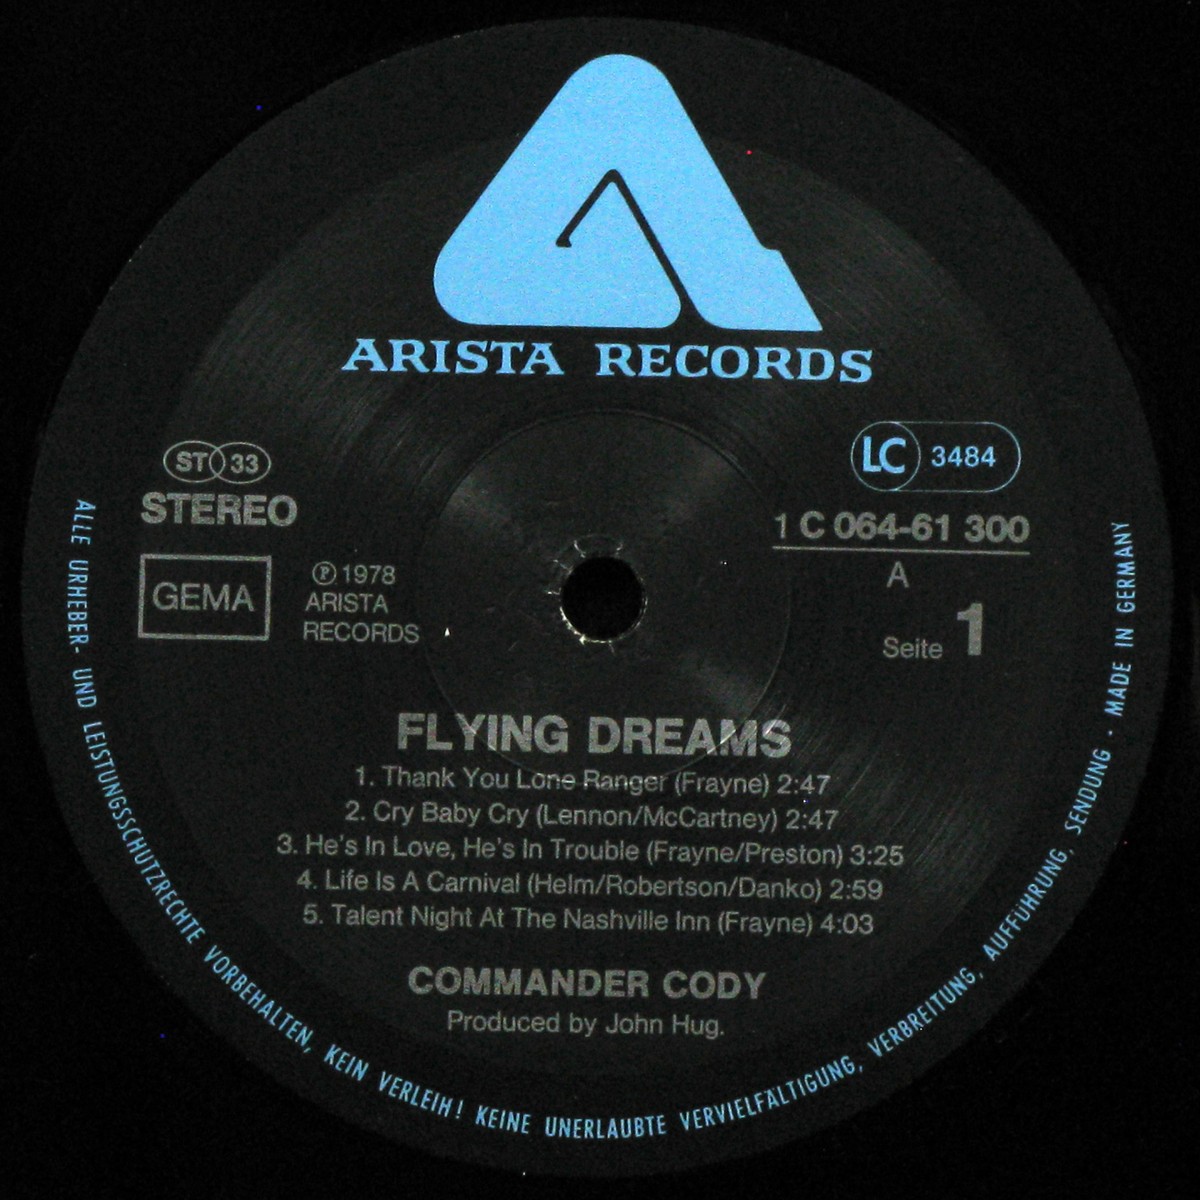 ARISTA RECORDS
ST 33
STEREO
LC 3484
1 C 064-61 300
A
Seite 1
GEMA
℗ 1978
ARISTA
RECORDS
FLYING DREAMS
1. Thank You Lone Ranger (Frayne) 2:47
2. Cry Baby Cry (Lennon/McCartney) 2:47
3. He's In Love, He's In Trouble (Frayne/Preston) 3:25
4. Life Is A Carnival (Helm/Robertson/Danko) 2:59
5. Talent Night At The Nashville Inn (Frayne) 4:03
COMMANDER CODY
Produced by John Hug.
ALLE URHEBER- UND LEISTUNGSSCHUTZRECHTE VORBEHALTEN, KEIN VERLEIH! KEINE UNERLAUBTE VERVIELFÄLTIGUNG, VERBREITUNG, AUFFÜHRUNG, SENDUNG · MADE IN GERMANY